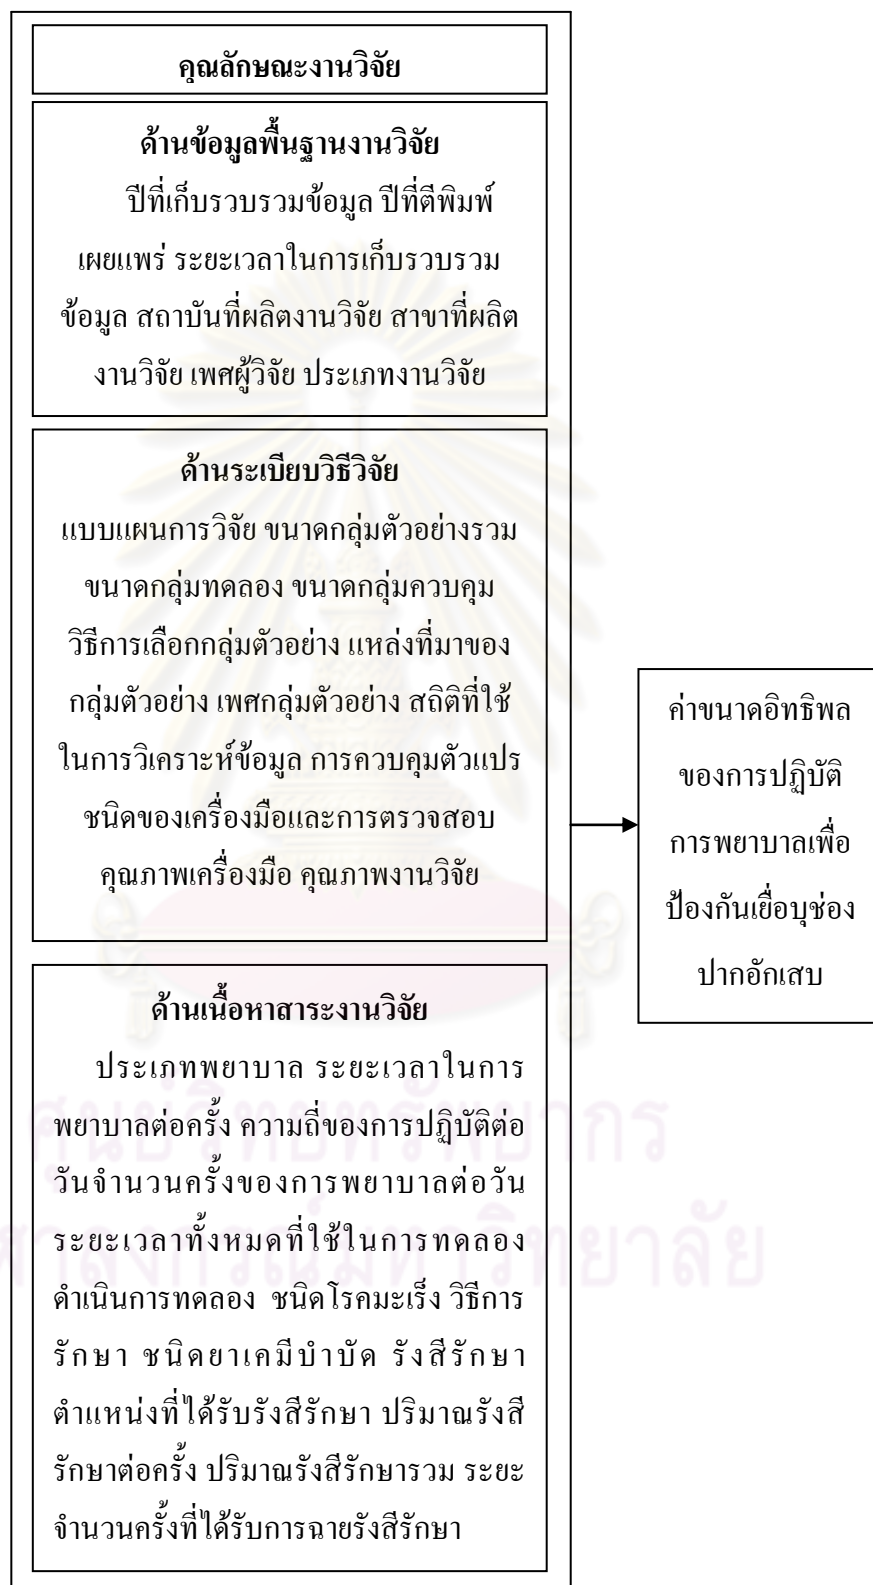 คุณลักษณะงานวิจัย
ด้านข้อมูลพื้นฐานงานวิจัย
ปีที่เก็บรวบรวมข้อมูล ปีที่ตีพิมพ์
เผยแพร่ ระยะเวลาในการเก็บรวบรวม
ข้อมูล สถาบันที่ผลิตงานวิจัย สาขาที่ผลิต
งานวิจัย เพศผู้วิจัย ประเภทงานวิจัย
ด้านระเบียบวิธีวิจัย
แบบแผนการวิจัย ขนาดกลุ่มตัวอย่างรวม
ขนาดกลุ่มทดลอง ขนาดกลุ่มควบคุม
วิธีการเลือกกลุ่มตัวอย่าง แหล่งที่มาของ
กลุ่มตัวอย่าง เพศกลุ่มตัวอย่าง สถิติที่ใช้
ในการวิเคราะห์ข้อมูล การควบคุมตัวแปร
ชนิดของเครื่องมือและการตรวจสอบ
คุณภาพเครื่องมือ คุณภาพงานวิจัย
ด้านเนื้อหาสาระงานวิจัย
ประเภทพยาบาล ระยะเวลาในการ
พยาบาลต่อครั้ง ความถี่ของการปฏิบัติต่อ
วันจำนวนครั้งของการพยาบาลต่อวัน
ระยะเวลาทั้งหมดที่ใช้ในการทดลอง
ดำเนินการทดลอง ชนิดโรคมะเร็ง วิธีการ
รักษา ชนิดยาเคมีบำบัด รังสีรักษา
ตำแหน่งที่ได้รับรังสีรักษา ปริมาณรังสี
รักษาต่อครั้ง ปริมาณรังสีรักษารวม ระยะ
จำนวนครั้งที่ได้รับการฉายรังสีรักษา
ค่าขนาดอิทธิพล
ของการปฏิบัติ
การพยาบาลเพื่อ
ป้องกันเยื่อบุช่อง
ปากอักเสบ
ศูนย์วิทยทรัพยากร
ฬาลงกรณ์มหาวิทยาลัย